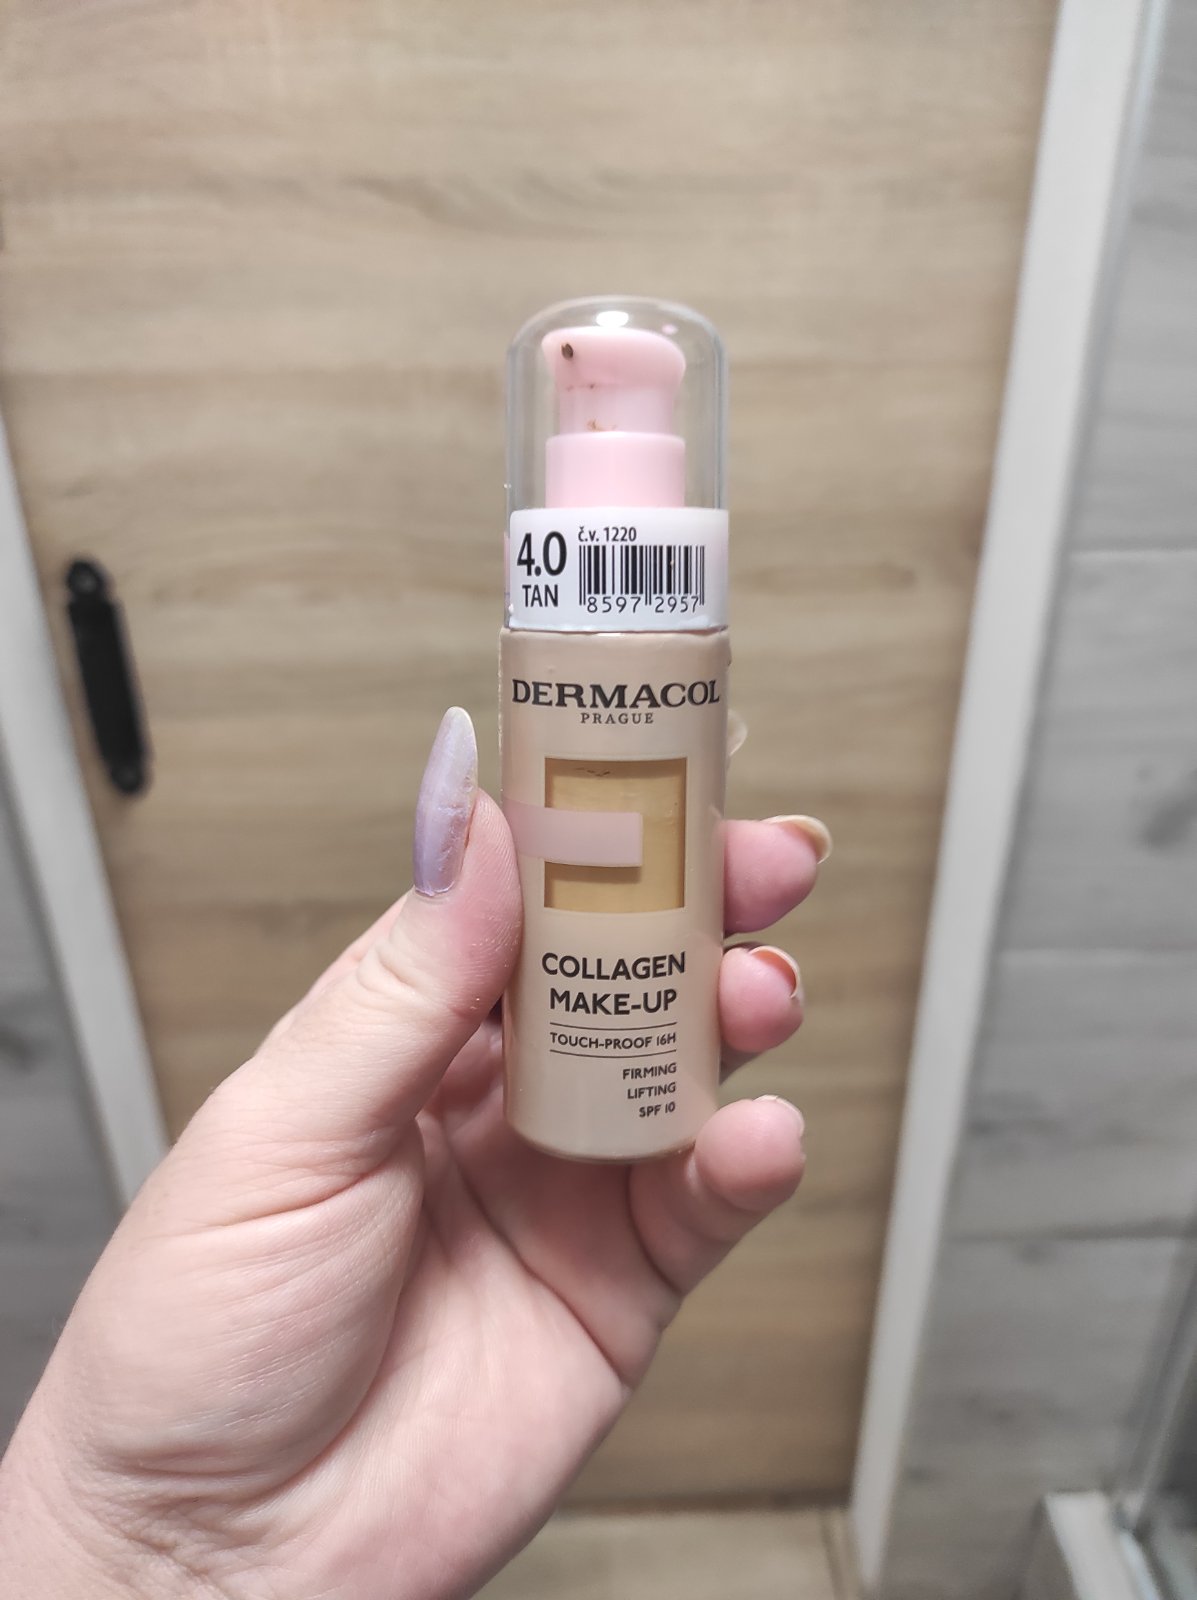 4.0
TAN
č.v. 1220
8597 2957
DERMACOL
PRAGUE
COLLAGEN
MAKE-UP
TOUCH-PROOF 16H
FIRMING
LIFTING
SPF 10